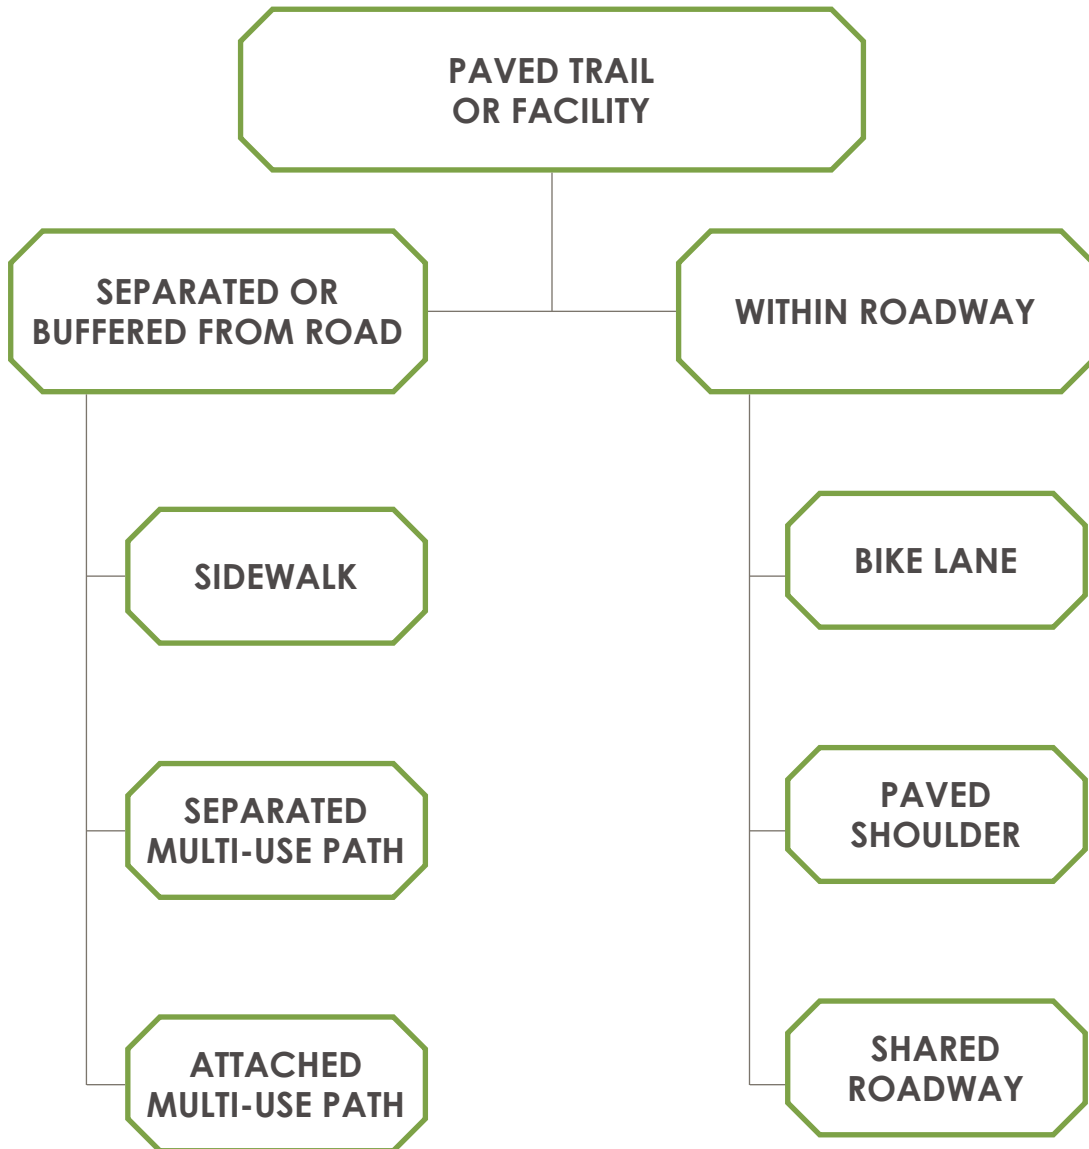 PAVED TRAIL
OR FACILITY
SEPARATED OR
BUFFERED FROM ROAD
WITHIN ROADWAY
SIDEWALK
BIKE LANE
SEPARATED
MULTI-USE PATH
PAVED
SHOULDER
ATTACHED
MULTI-USE PATH
SHARED
ROADWAY